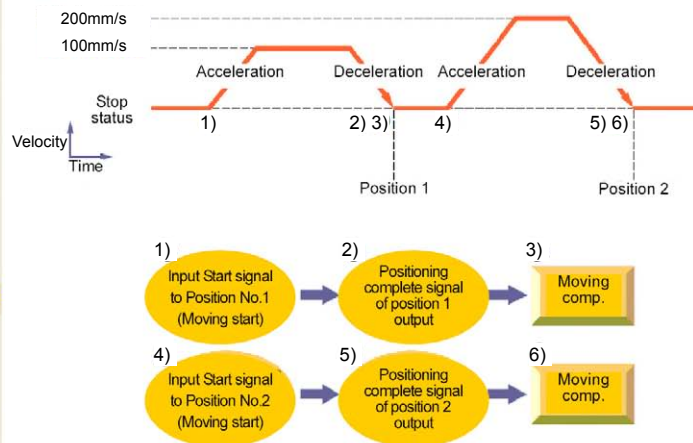 200mm/s
100mm/s
Acceleration Deceleration Acceleration Deceleration
Stop
status
1) 2) 3) 4) 5) 6)
Velocity
Time
Position 1 Position 2
1) 2) 3)
Input Start signal
to Position No.1
(Moving start)
Positioning
complete signal
of position 1
output
Moving
comp.
4) 5) 6)
Input Start signal
to Position No.2
(Moving start)
Positioning
complete signal
of position 2
output
Moving
comp.